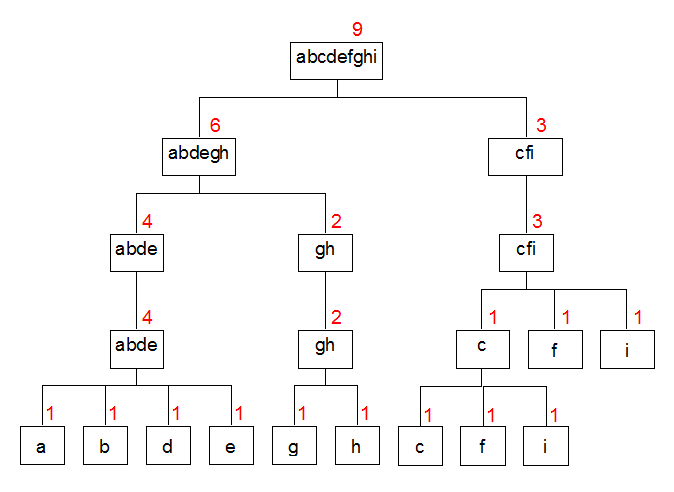 9
abcdefghi
6 3
abdegh cfi
4 2 3
abde gh cfi
4 2 1 1 1
abde gh c f i
1 1 1 1 1 1 1 1 1
a b d e g h c f i